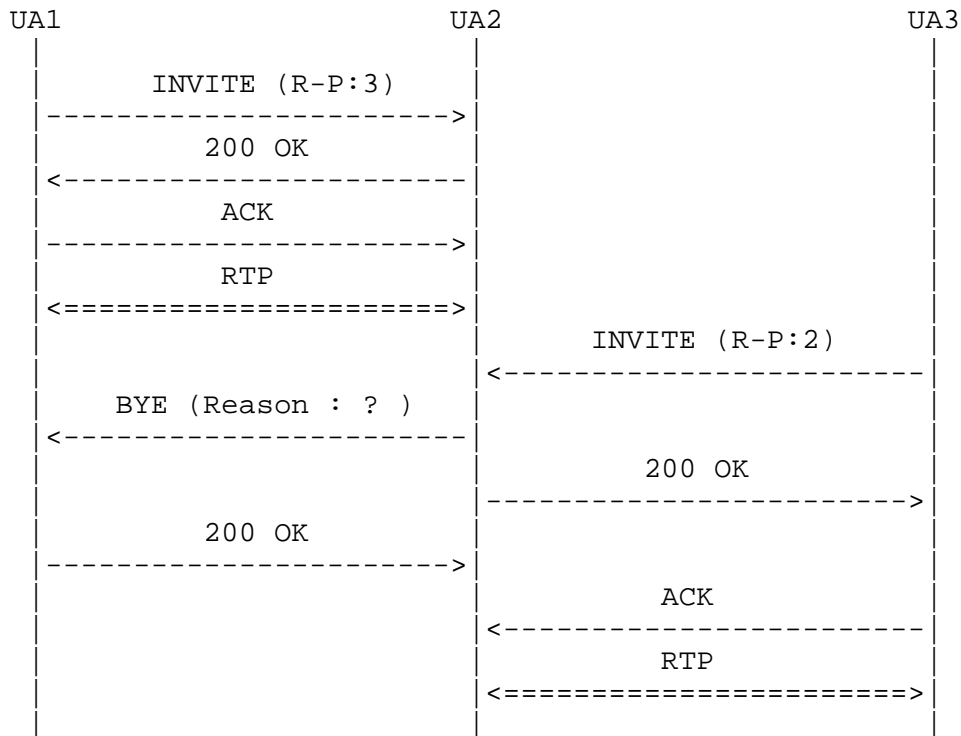 UA1 UA2 UA3
INVITE (R-P:3)
200 OK
ACK
RTP
INVITE (R-P:2)
BYE (Reason : ? )
200 OK
200 OK
ACK
RTP